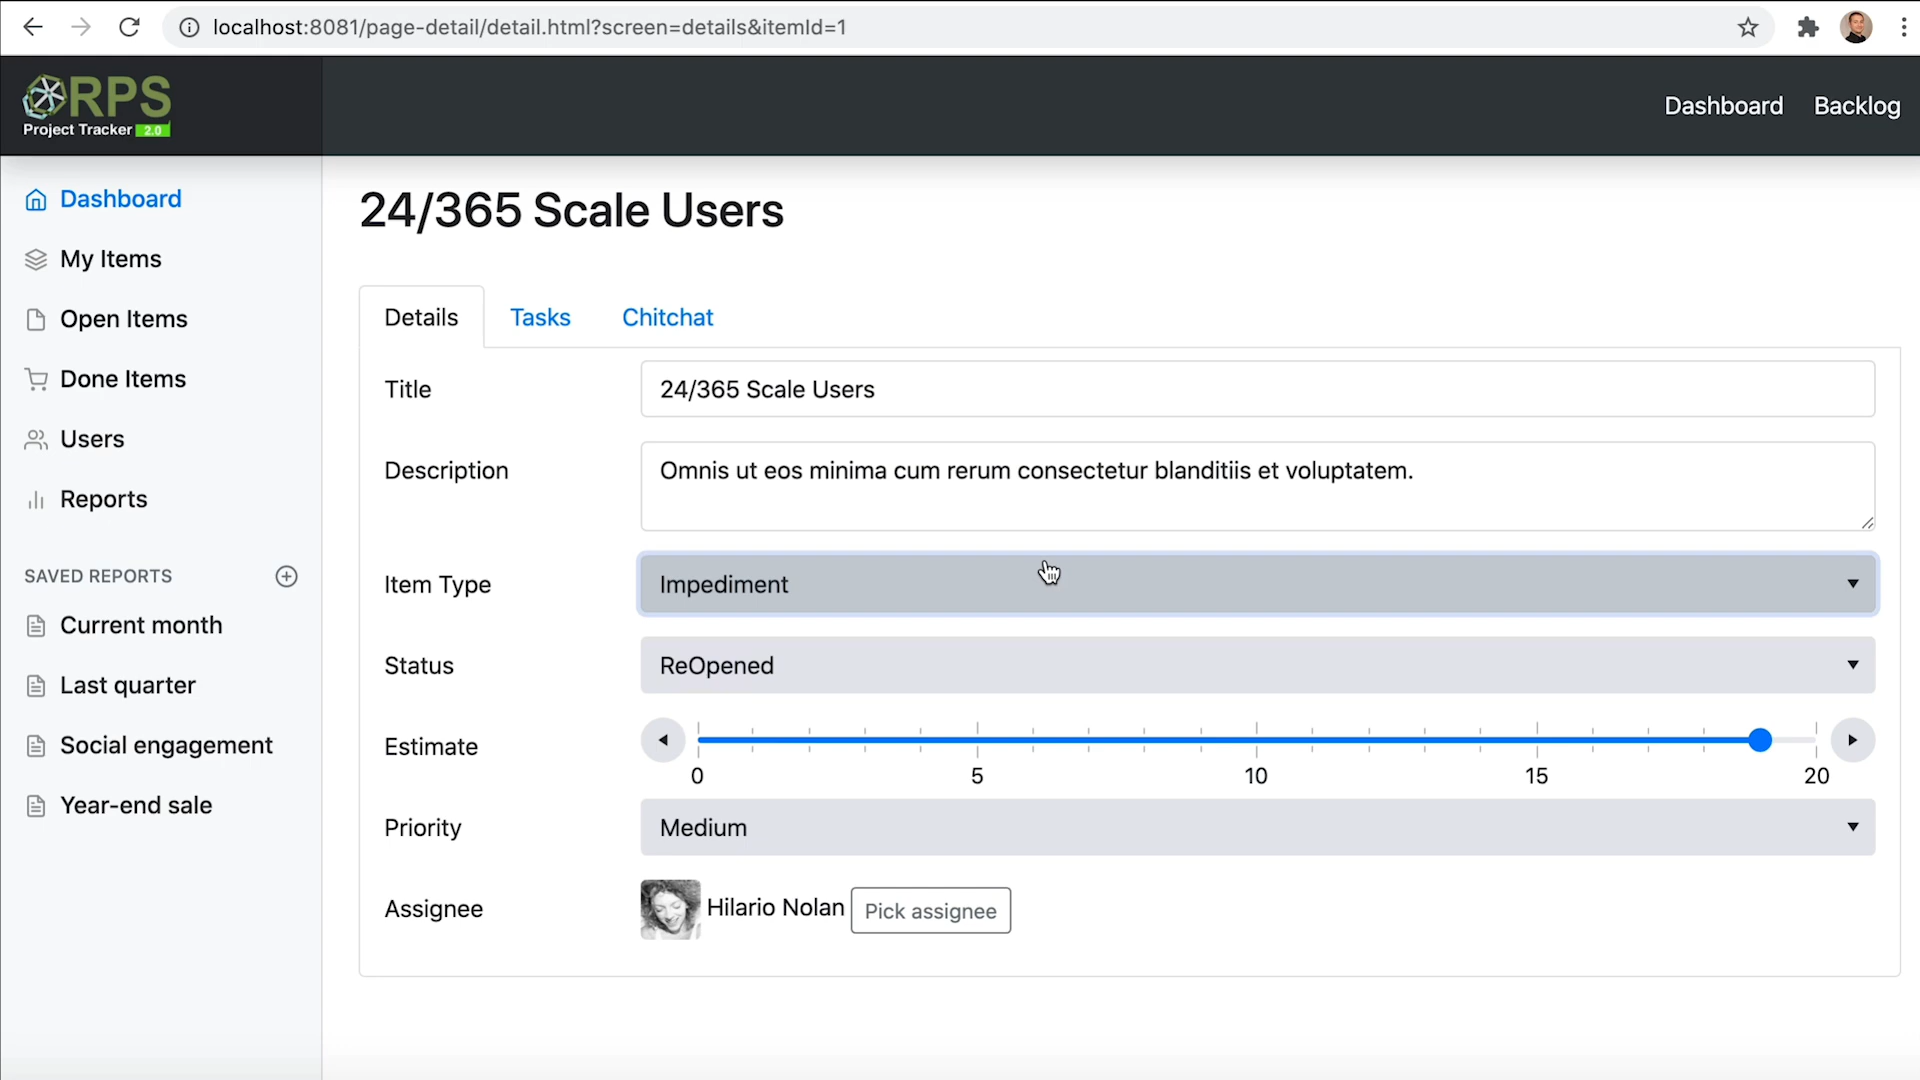 localhost:8081/page-detail/detail.html?screen=details&itemId=1
RPS
Project Tracker 2.0
Dashboard Backlog
Dashboard
My Items
Open Items
Done Items
Users
Reports
SAVED REPORTS
Current month
Last quarter
Social engagement
Year-end sale
24/365 Scale Users
Details Tasks Chitchat
Title 24/365 Scale Users
Description Omnis ut eos minima cum rerum consectetur blanditiis et voluptatem.
Item Type Impediment
Status ReOpened
Estimate
0 5 10 15 20
Priority Medium
Assignee Hilario Nolan Pick assignee